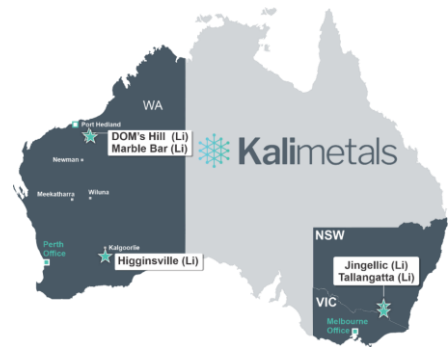 WA
Port Hedland
DOM's Hill (Li)
Marble Bar (Li)
Newman
Kalimetals
Meekatharra
Wiluna
Perth
Office
Kalgoorlie
Higginsville (Li)
NSW
Jingellic (Li)
Tallangatta (Li)
VIC
Melbourne
Office